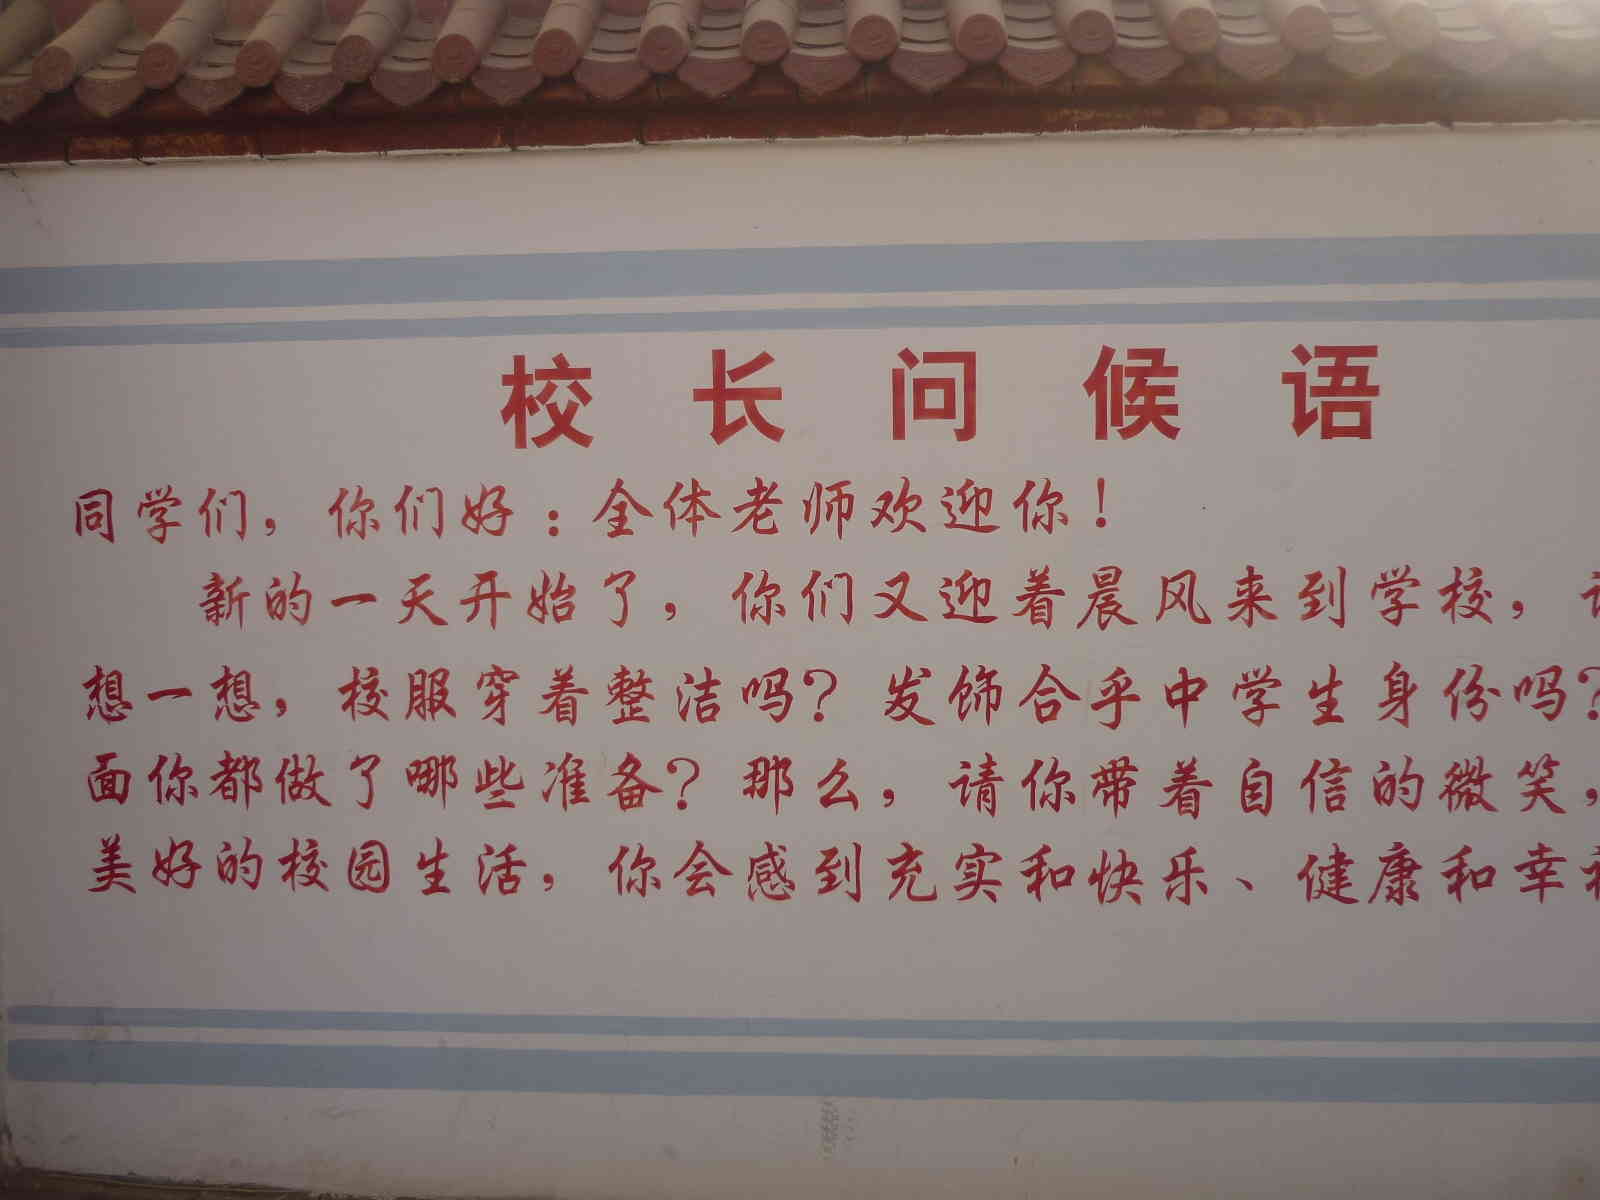 校长问候语
同学们，你们好：全体老师欢迎你！
新的一天开始了，你们又迎着晨风来到学校，
想一想，校服穿着整洁吗？发饰合乎中学生身份吗？
面你都做了哪些准备？那么，请你带着自信的微笑，
美好的校园生活，你会感到充实和快乐、健康和幸